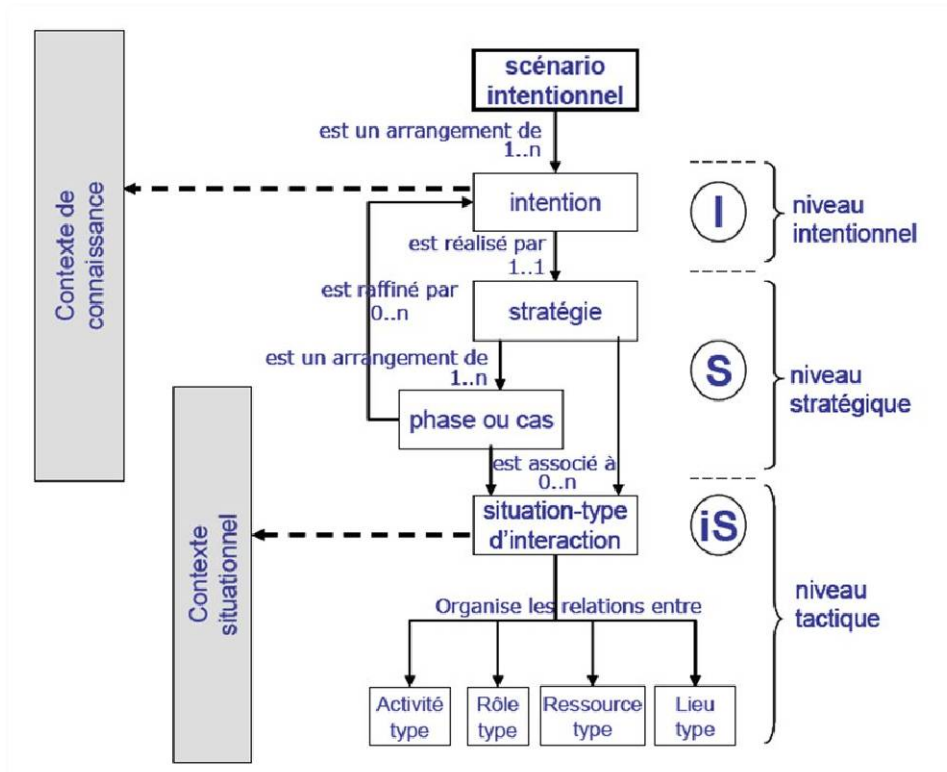 scénario
intentionnel
est un arrangement de
1..n
intention
I
niveau
intentionnel
est réalisé par
1..1
est raffiné par
0..n
stratégie
est un arrangement de
1..n
phase ou cas
S
niveau
stratégique
est associé à
0..n
situation-type
d'interaction
iS
niveau
tactique
Organise les relations entre
Activité
type
Rôle
type
Ressource
type
Lieu
type
Contexte de
connaissance
Contexte
situationnel